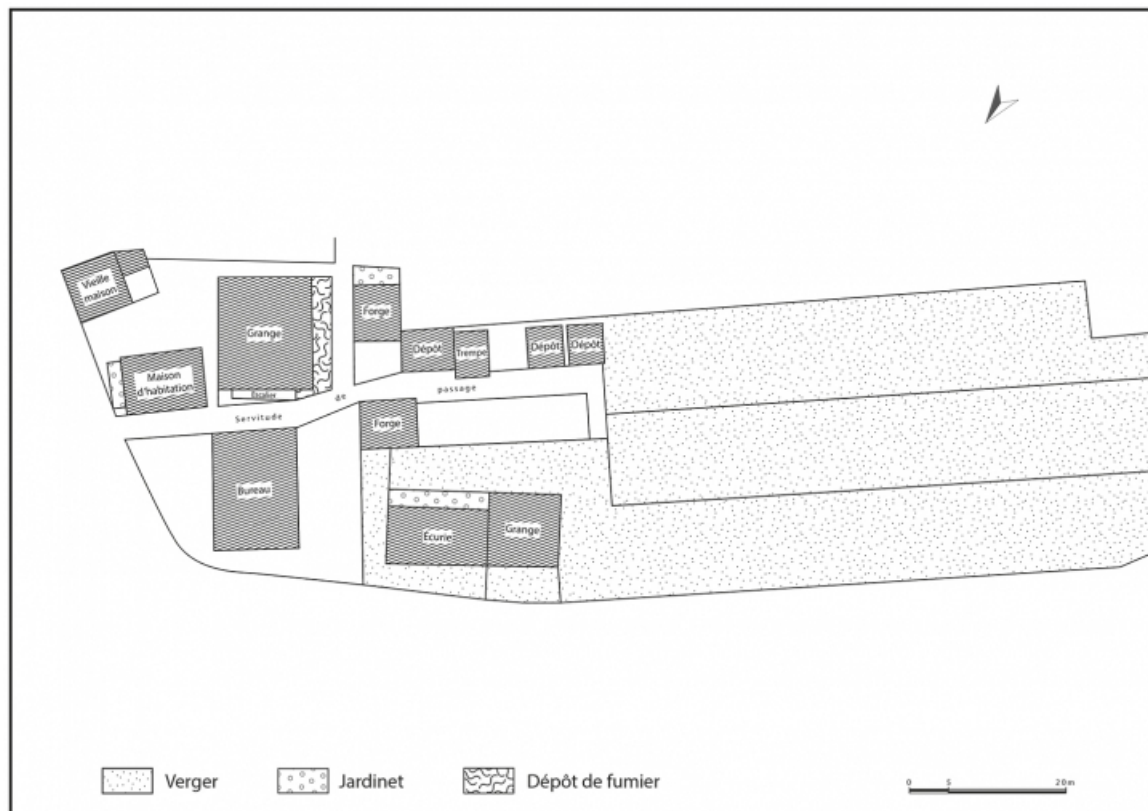 Vieille
maison
Grange
Forge
Dépôt
Trempe
Dépôt
Dépôt
Maison
d'habitation
Escalier
Servitude de passage
Forge
Bureau
Écurie
Grange
Verger
Jardinet
Dépôt de fumier
0 5 20m